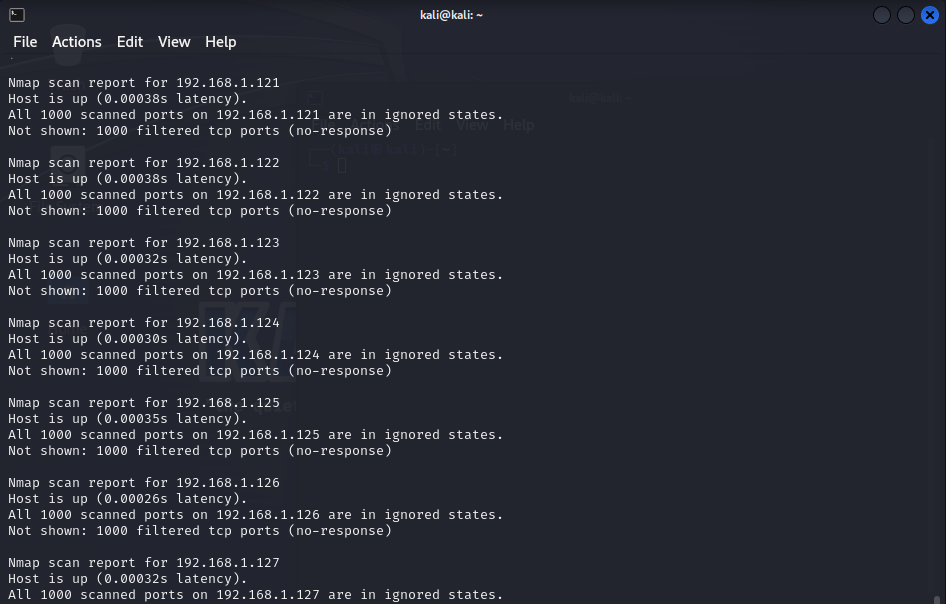 kali@kali: ~
File Actions Edit View Help
Nmap scan report for 192.168.1.121
Host is up (0.00038s latency).
All 1000 scanned ports on 192.168.1.121 are in ignored states.
Not shown: 1000 filtered tcp ports (no-response)
Nmap scan report for 192.168.1.122
Host is up (0.00038s latency).
All 1000 scanned ports on 192.168.1.122 are in ignored states.
Not shown: 1000 filtered tcp ports (no-response)
Nmap scan report for 192.168.1.123
Host is up (0.00032s latency).
All 1000 scanned ports on 192.168.1.123 are in ignored states.
Not shown: 1000 filtered tcp ports (no-response)
Nmap scan report for 192.168.1.124
Host is up (0.00030s latency).
All 1000 scanned ports on 192.168.1.124 are in ignored states.
Not shown: 1000 filtered tcp ports (no-response)
Nmap scan report for 192.168.1.125
Host is up (0.00035s latency).
All 1000 scanned ports on 192.168.1.125 are in ignored states.
Not shown: 1000 filtered tcp ports (no-response)
Nmap scan report for 192.168.1.126
Host is up (0.00026s latency).
All 1000 scanned ports on 192.168.1.126 are in ignored states.
Not shown: 1000 filtered tcp ports (no-response)
Nmap scan report for 192.168.1.127
Host is up (0.00032s latency).
All 1000 scanned ports on 192.168.1.127 are in ignored states.